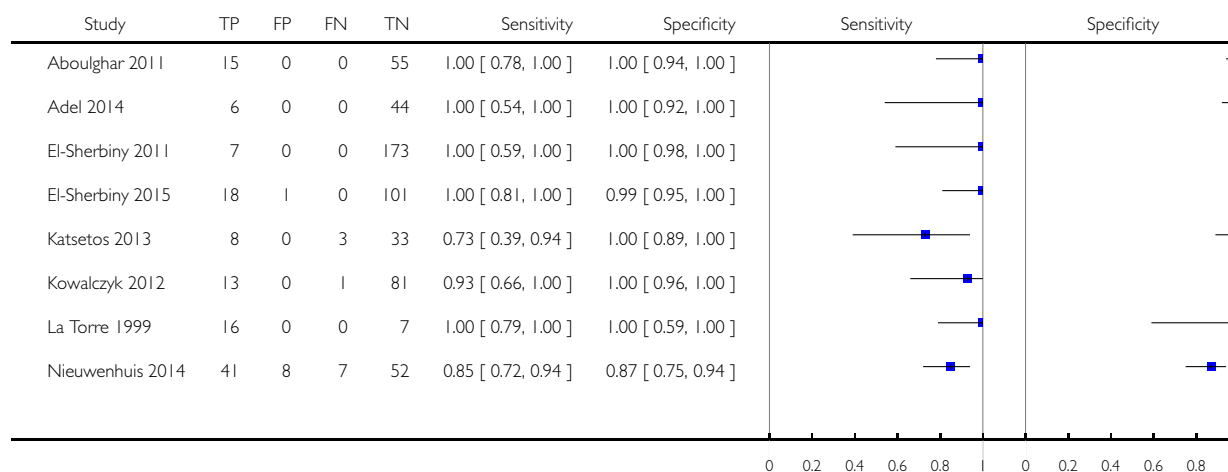 Study TP FP FN TN Sensitivity Specificity Sensitivity Specificity
Aboulghar 2011 15 0 0 55 1.00 [ 0.78, 1.00 ] 1.00 [ 0.94, 1.00 ]
Adel 2014 6 0 0 44 1.00 [ 0.54, 1.00 ] 1.00 [ 0.92, 1.00 ]
El-Sherbiny 2011 7 0 0 173 1.00 [ 0.59, 1.00 ] 1.00 [ 0.98, 1.00 ]
El-Sherbiny 2015 18 1 0 101 1.00 [ 0.81, 1.00 ] 0.99 [ 0.95, 1.00 ]
Katsetos 2013 8 0 3 33 0.73 [ 0.39, 0.94 ] 1.00 [ 0.89, 1.00 ]
Kowalczyk 2012 13 0 1 81 0.93 [ 0.66, 1.00 ] 1.00 [ 0.96, 1.00 ]
La Torre 1999 16 0 0 7 1.00 [ 0.79, 1.00 ] 1.00 [ 0.59, 1.00 ]
Nieuwenhuis 2014 41 8 7 52 0.85 [ 0.72, 0.94 ] 0.87 [ 0.75, 0.94 ]
0 0.2 0.4 0.6 0.8 1 0 0.2 0.4 0.6 0.8